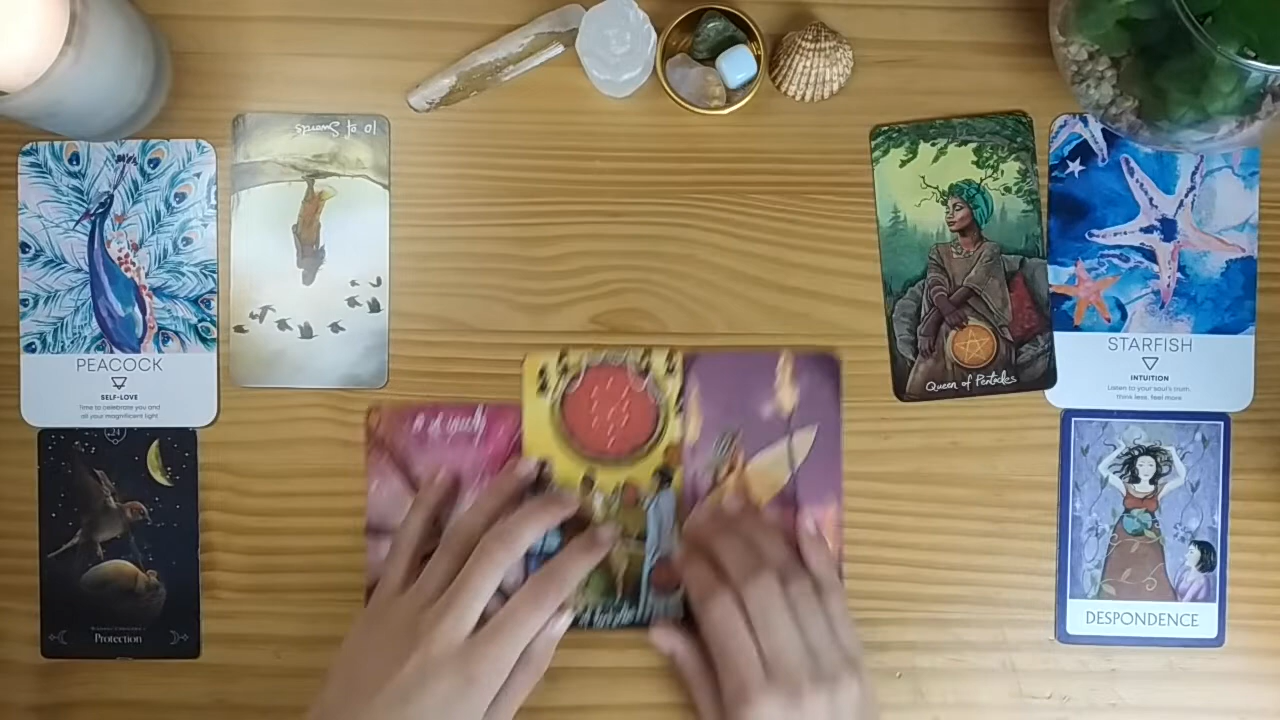 10 of Swords
PEACOCK
SELF-LOVE
Time to celebrate you and
all your magnificent light
24
Protection
Queen of Pentacles
STARFISH
INTUITION
Listen to your soul's truth,
think less, feel more
DESPONDENCE